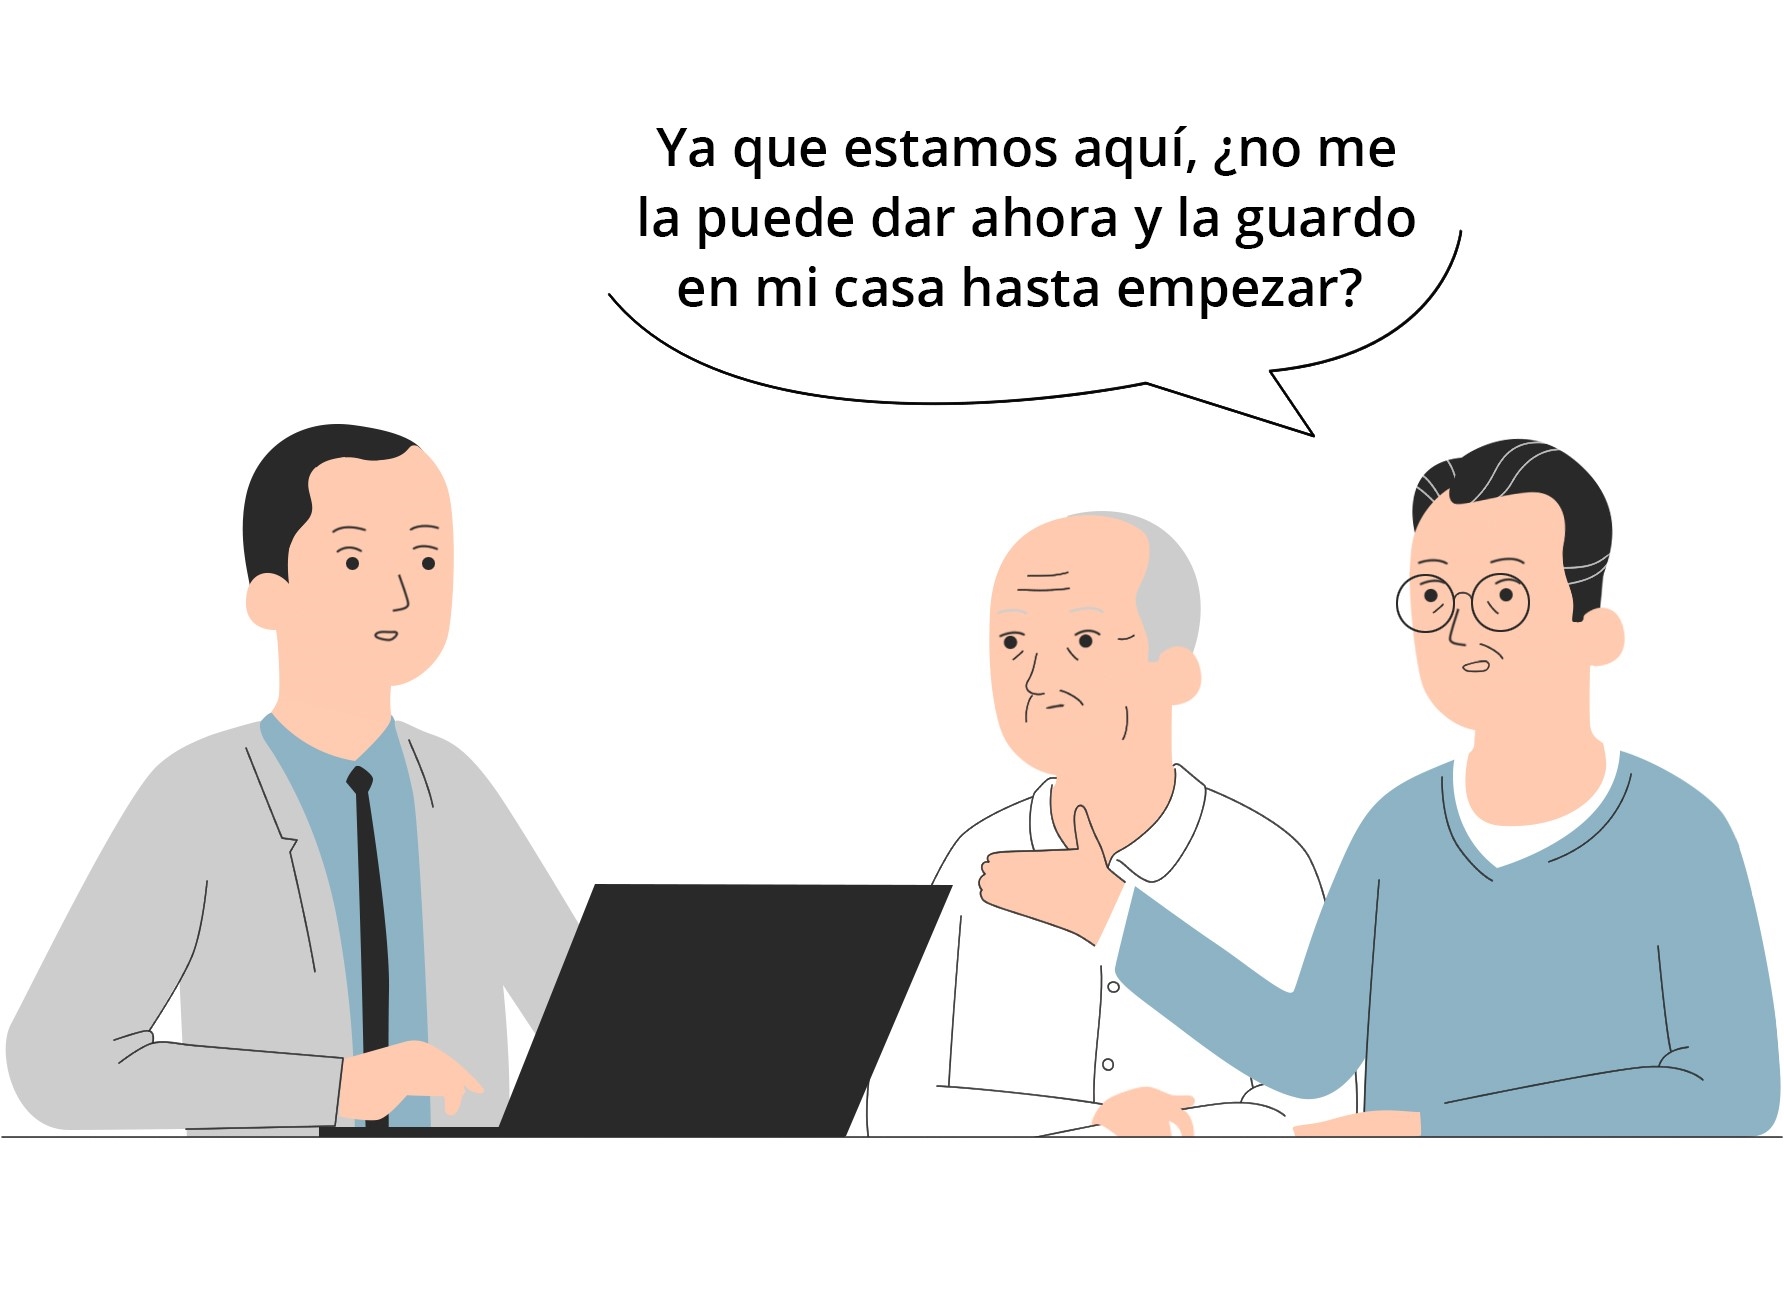 Ya que estamos aquí, ¿no me
la puede dar ahora y la guardo
en mi casa hasta empezar?